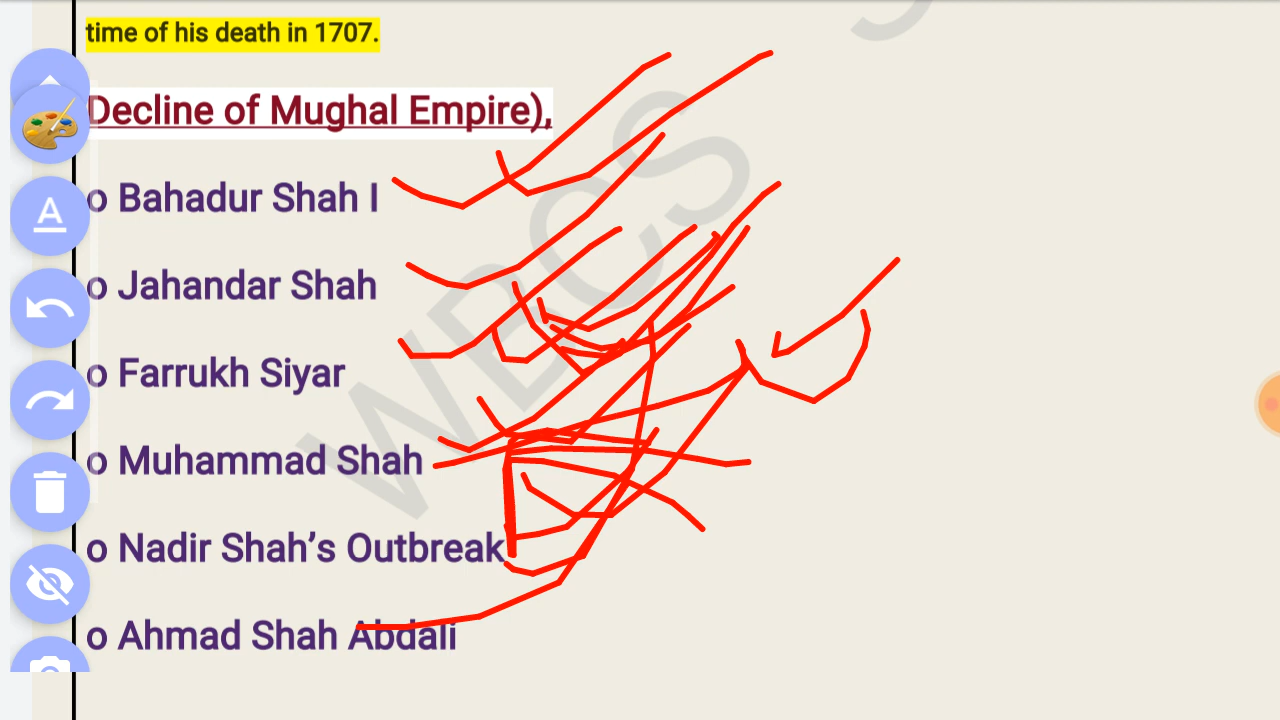 time of his death in 1707.
Decline of Mughal Empire),
o Bahadur Shah I
o Jahandar Shah
o Farrukh Siyar
o Muhammad Shah
o Nadir Shah’s Outbreak
o Ahmad Shah Abdali
WBCS
A